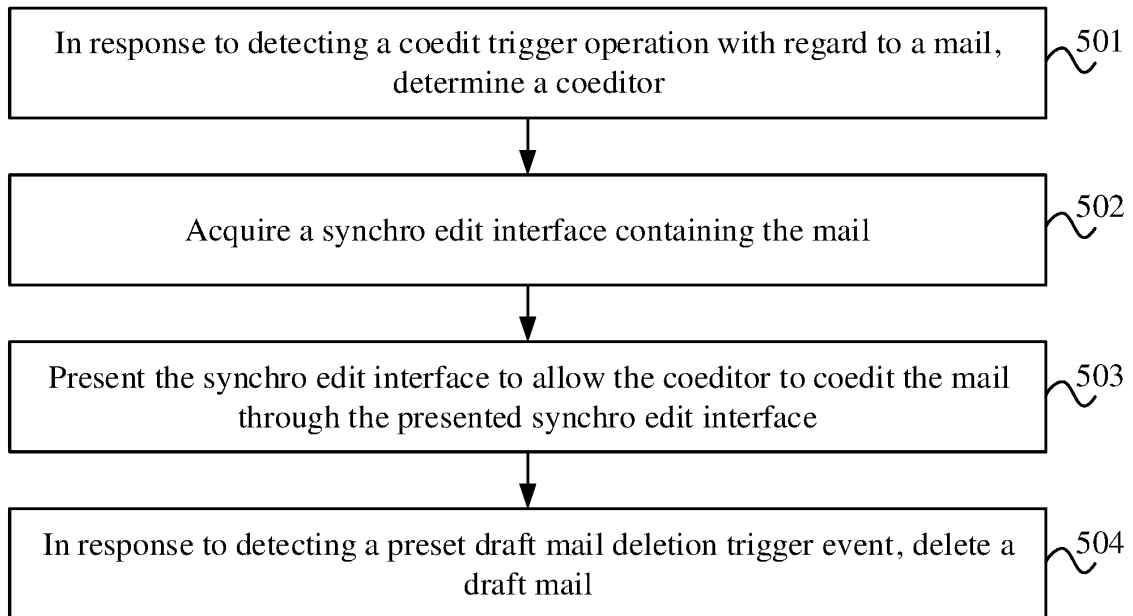 In response to detecting a coedit trigger operation with regard to a mail,
determine a coeditor
501
Acquire a synchro edit interface containing the mail
502
Present the synchro edit interface to allow the coeditor to coedit the mail
through the presented synchro edit interface
503
In response to detecting a preset draft mail deletion trigger event, delete a
draft mail
504